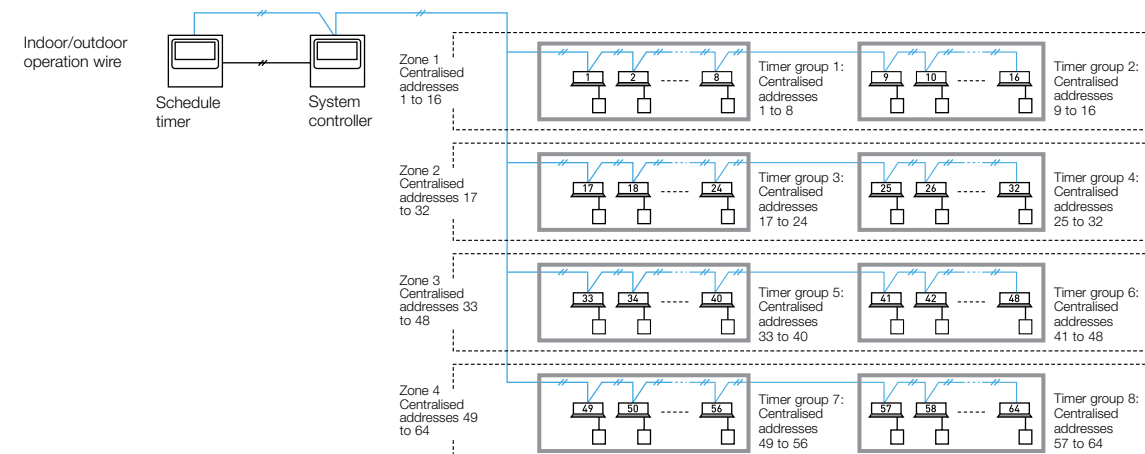 Indoor/outdoor
operation wire
Schedule
timer
System
controller
Zone 1
Centralised
addresses
1 to 16
1
2
8
Timer group 1:
Centralised
addresses
1 to 8
9
10
16
Timer group 2:
Centralised
addresses
9 to 16
Zone 2
Centralised
addresses 17
to 32
17
18
24
Timer group 3:
Centralised
addresses
17 to 24
25
26
32
Timer group 4:
Centralised
addresses
25 to 32
Zone 3
Centralised
addresses 33
to 48
33
34
40
Timer group 5:
Centralised
addresses
33 to 40
41
42
48
Timer group 6:
Centralised
addresses
41 to 48
Zone 4
Centralised
addresses 49
to 64
49
50
56
Timer group 7:
Centralised
addresses
49 to 56
57
58
64
Timer group 8:
Centralised
addresses
57 to 64